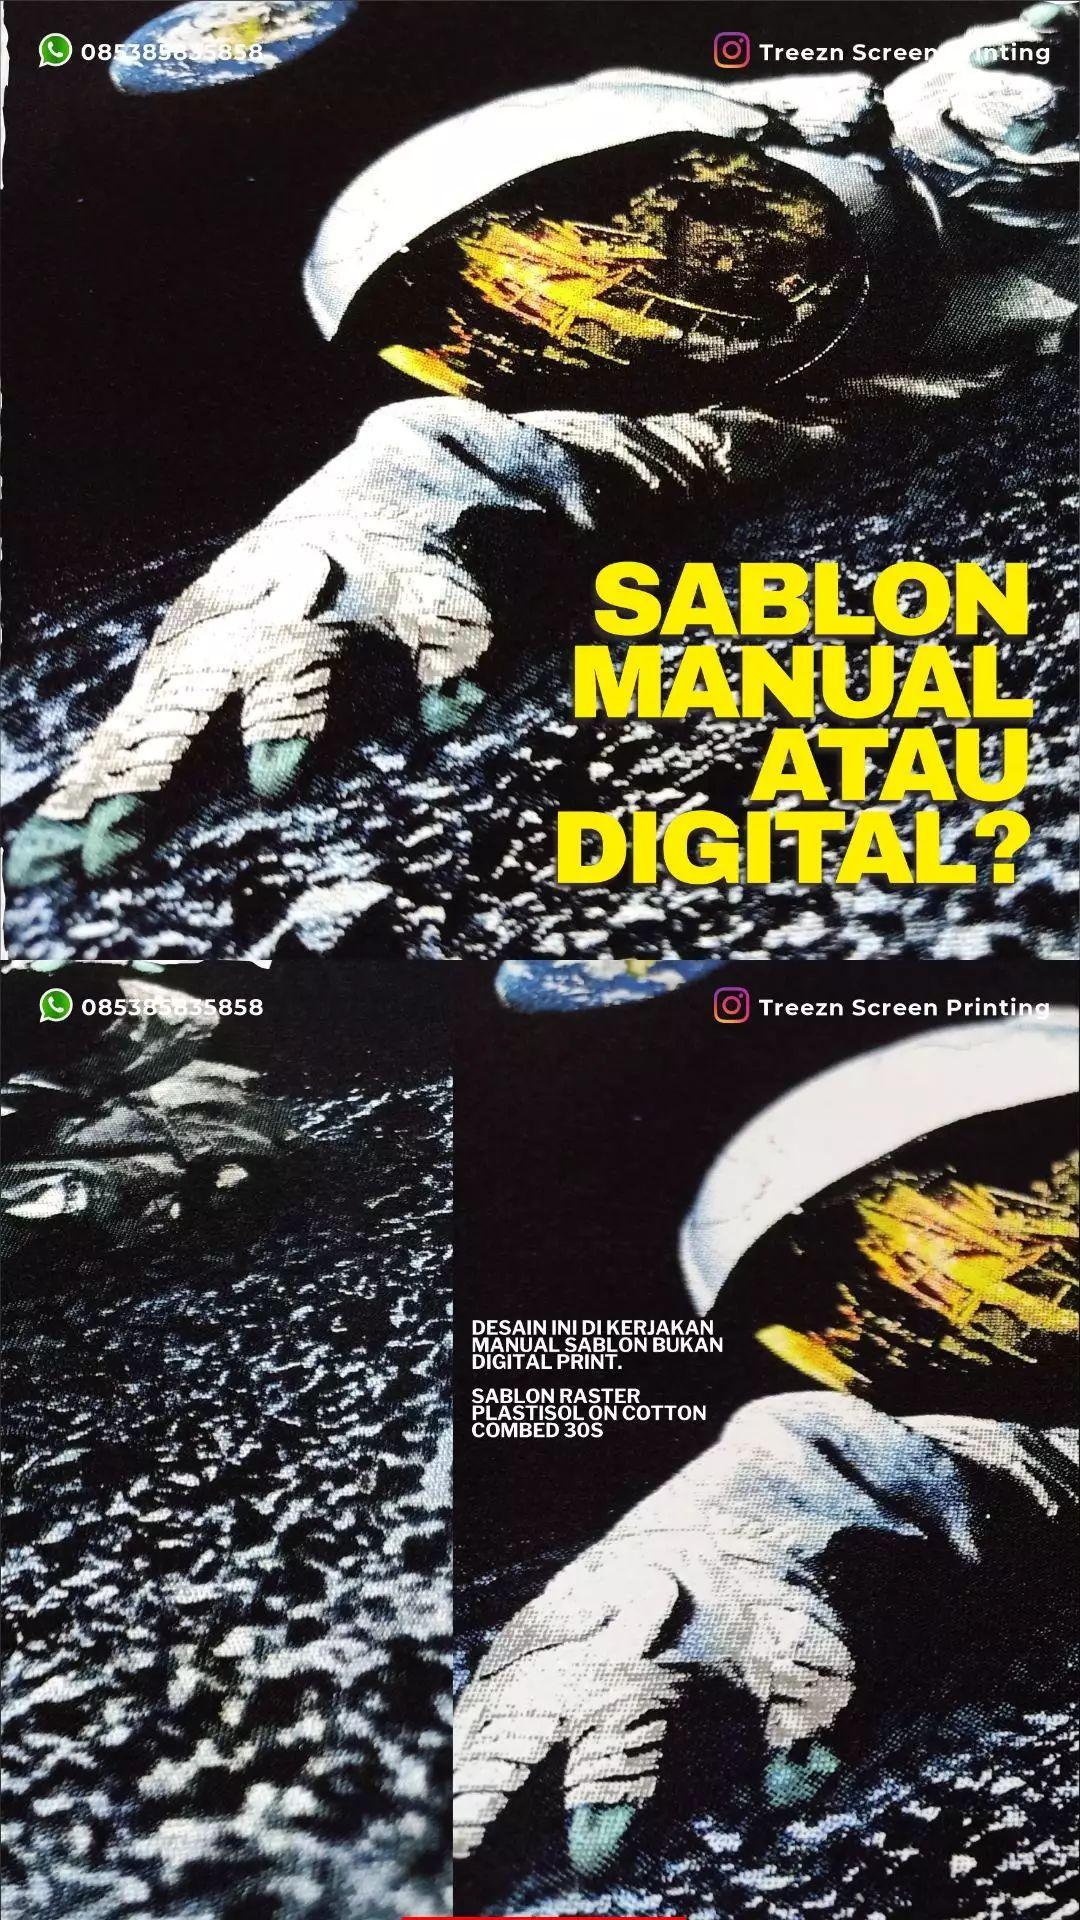 085385835858
Treezn Screen Printing
SABLON
MANUAL
ATAU
DIGITAL?
085385835858
Treezn Screen Printing
DESAIN INI DI KERJAKAN
MANUAL SABLON BUKAN
DIGITAL PRINT.
SABLON RASTER
PLASTISOL ON COTTON
COMBED 30S